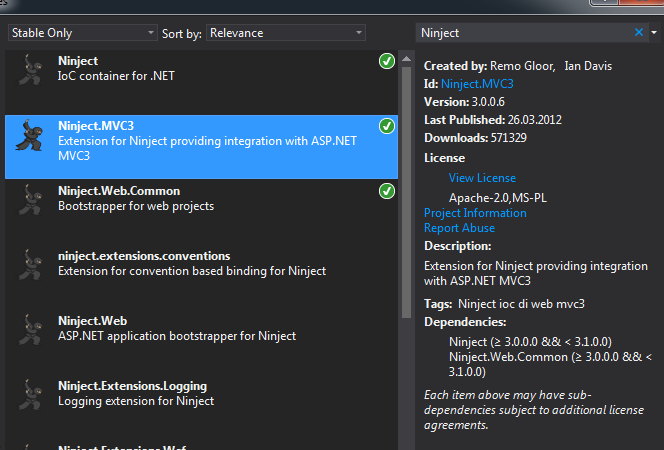 es
Stable Only
Sort by: Relevance
Ninject
Ninject
IoC container for .NET
Ninject.MVC3
Extension for Ninject providing integration with ASP.NET
MVC3
Ninject.Web.Common
Bootstrapper for web projects
ninject.extensions.conventions
Extension for convention based binding for Ninject
Ninject.Web
ASP.NET application bootstrapper for Ninject
Ninject.Extensions.Logging
Logging extension for Ninject
Ninject.Extensions.Wcf
Created by: Remo Gloor, Ian Davis
Id: Ninject.MVC3
Version: 3.0.0.6
Last Published: 26.03.2012
Downloads: 571329
License
View License
Apache-2.0,MS-PL
Project Information
Report Abuse
Description:
Extension for Ninject providing integration
with ASP.NET MVC3
Tags: Ninject ioc di web mvc3
Dependencies:
Ninject (≥ 3.0.0.0 && < 3.1.0.0)
Ninject.Web.Common (≥ 3.0.0.0 && <
3.1.0.0)
Each item above may have sub-
dependencies subject to additional license
agreements.